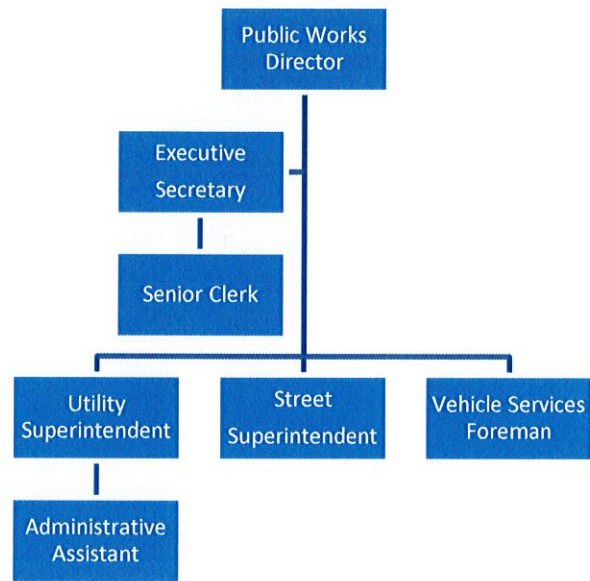 Public Works
Director
Executive
Secretary
Senior Clerk
Utility
Superintendent
Street
Superintendent
Vehicle Services
Foreman
Administrative
Assistant